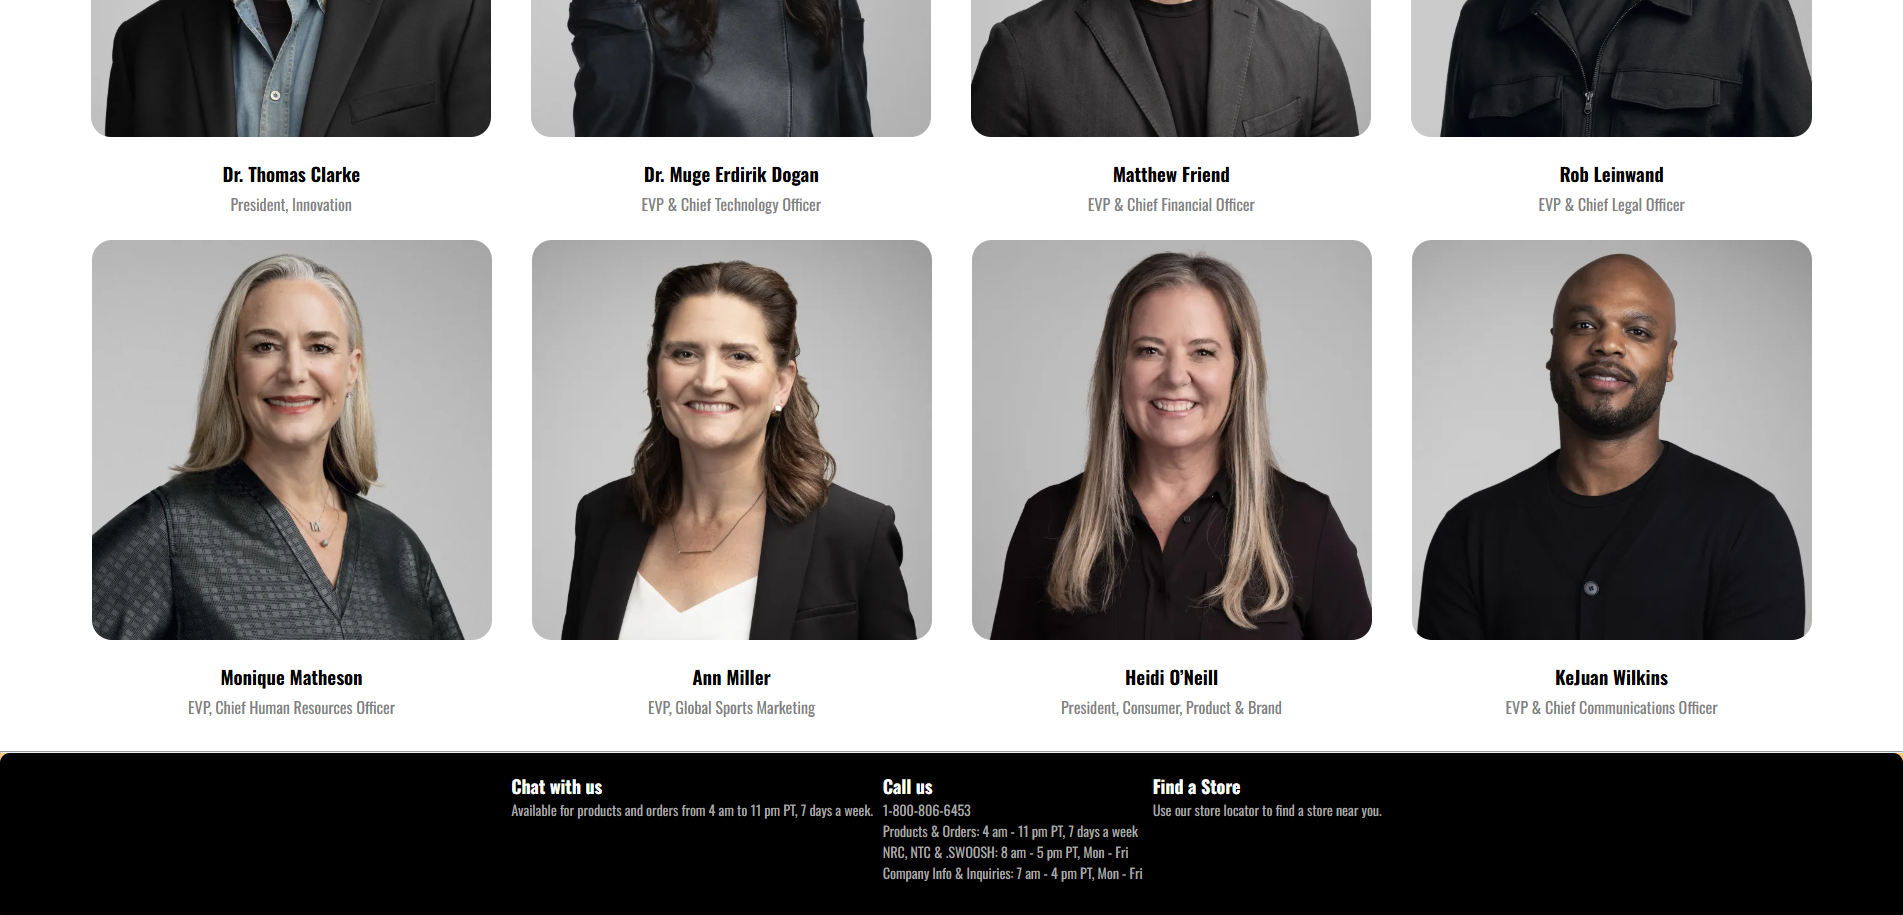 Dr. Thomas Clarke
President, Innovation
Dr. Muge Erdirik Dogan
EVP & Chief Technology Officer
Matthew Friend
EVP & Chief Financial Officer
Rob Leinwand
EVP & Chief Legal Officer
Monique Matheson
EVP, Chief Human Resources Officer
Ann Miller
EVP, Global Sports Marketing
Heidi O’Neill
President, Consumer, Product & Brand
KeJuan Wilkins
EVP & Chief Communications Officer
Chat with us
Available for products and orders from 4 am to 11 pm PT, 7 days a week.
Call us
1-800-806-6453
Products & Orders: 4 am - 11 pm PT, 7 days a week
NRC, NTC & .SWOOSH: 8 am - 5 pm PT, Mon - Fri
Company Info & Inquiries: 7 am - 4 pm PT, Mon - Fri
Find a Store
Use our store locator to find a store near you.